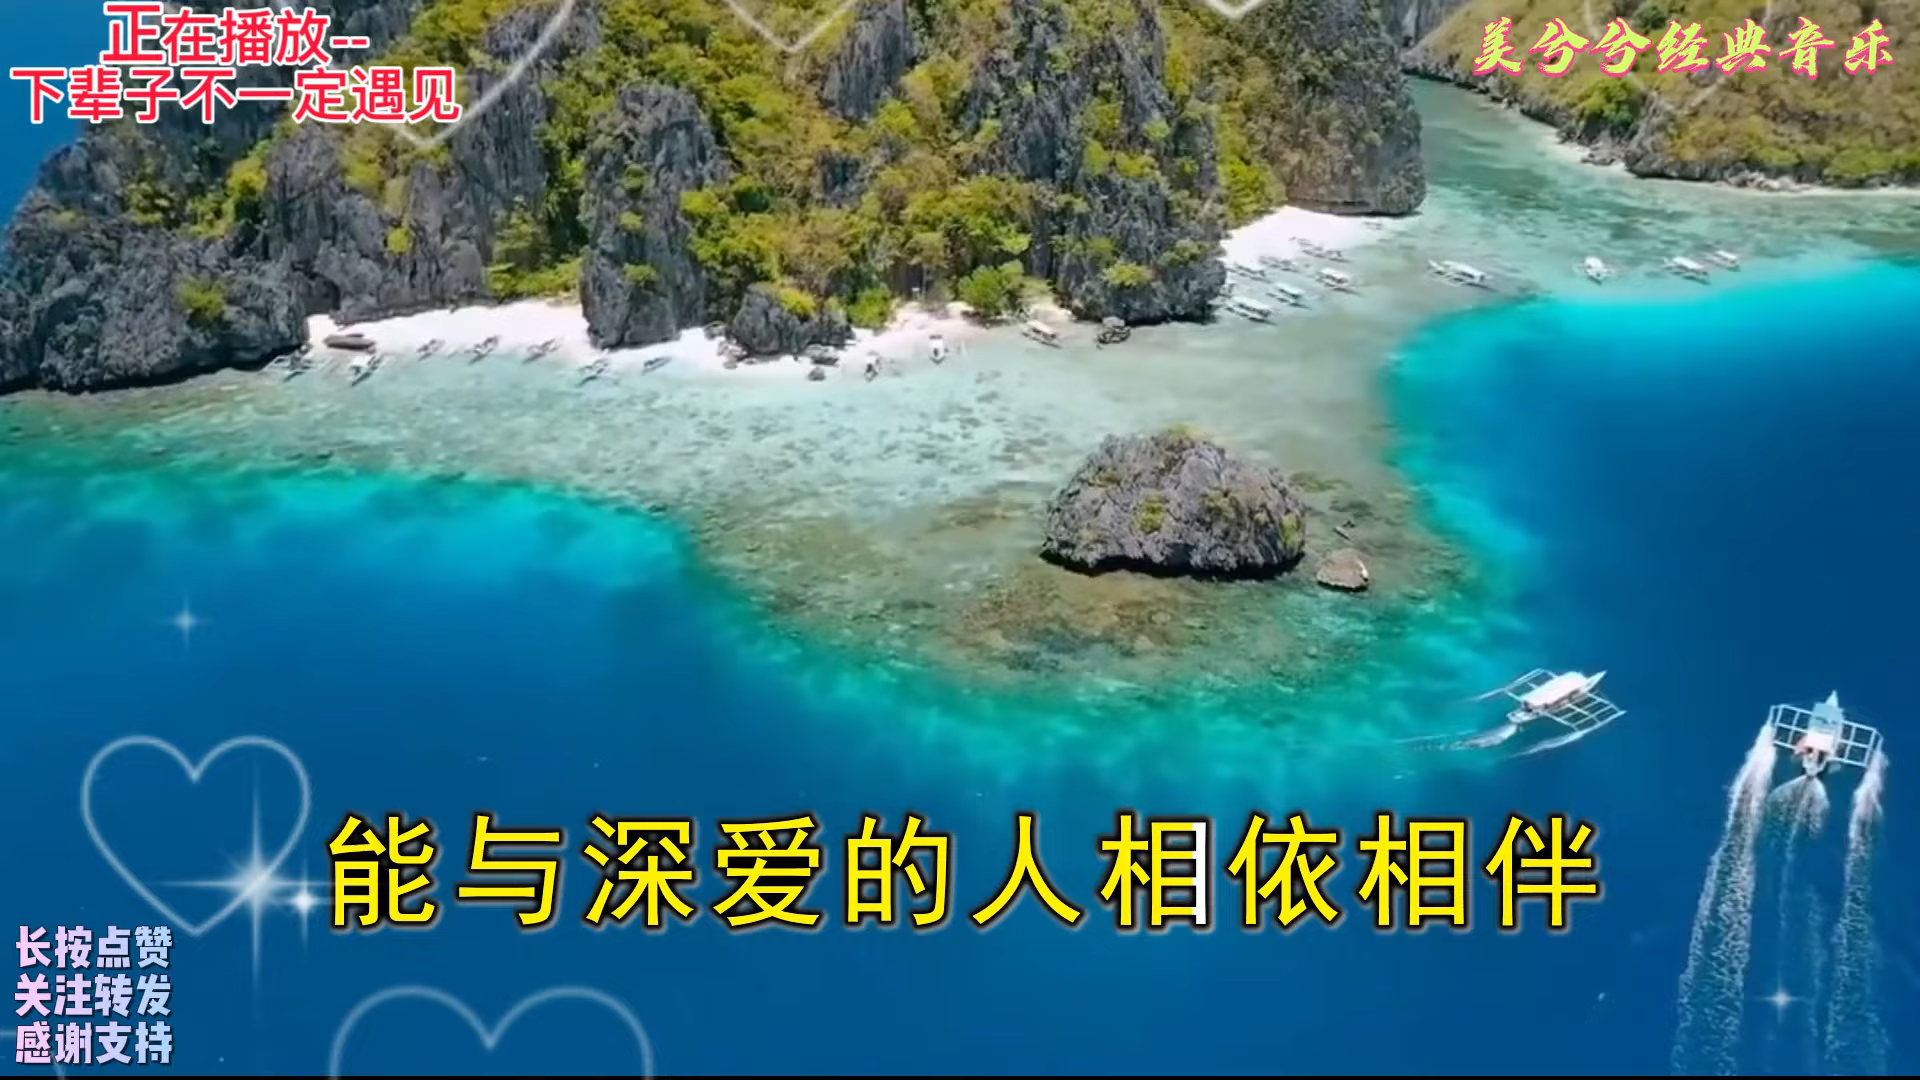 正在播放--
下辈子不一定遇见
美兮兮经典音乐
能与深爱的人相依相伴
长按点赞
关注转发
感谢支持